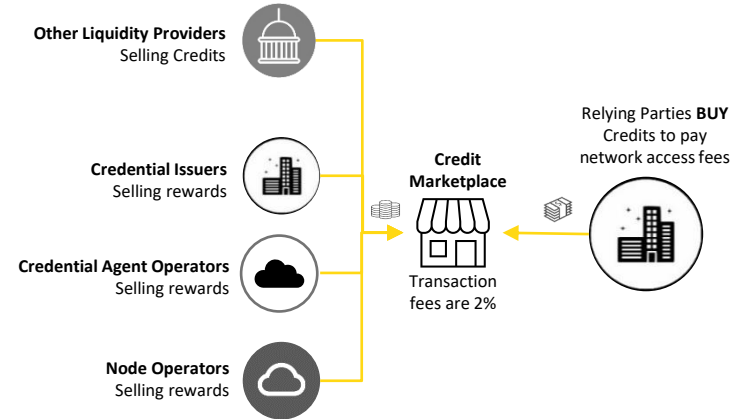 Other Liquidity Providers
Selling Credits
Credential Issuers
Selling rewards
Credential Agent Operators
Selling rewards
Node Operators
Selling rewards
Credit
Marketplace
Transaction
fees are 2%
Relying Parties BUY
Credits to pay
network access fees